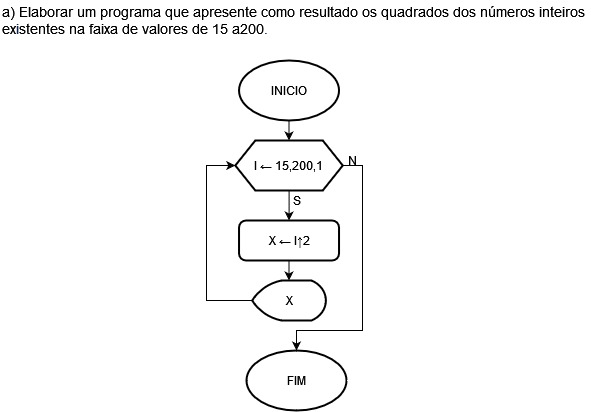 a) Elaborar um programa que apresente como resultado os quadrados dos números inteiros
existentes na faixa de valores de 15 a200.
INICIO
I ← 15,200,1
N
S
X ← I↑2
X
FIM